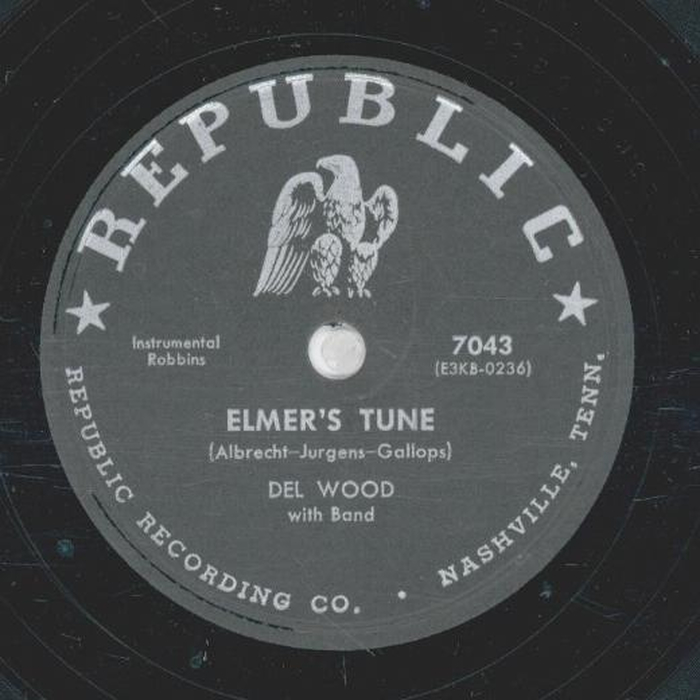 REPUBLIC
Instrumental
Robbins
7043
(E3KB-0236)
ELMER'S TUNE
(Albrecht-Jurgens-Gallops)
DEL WOOD
with Band
REPUBLIC RECORDING CO. • NASHVILLE, TENN.